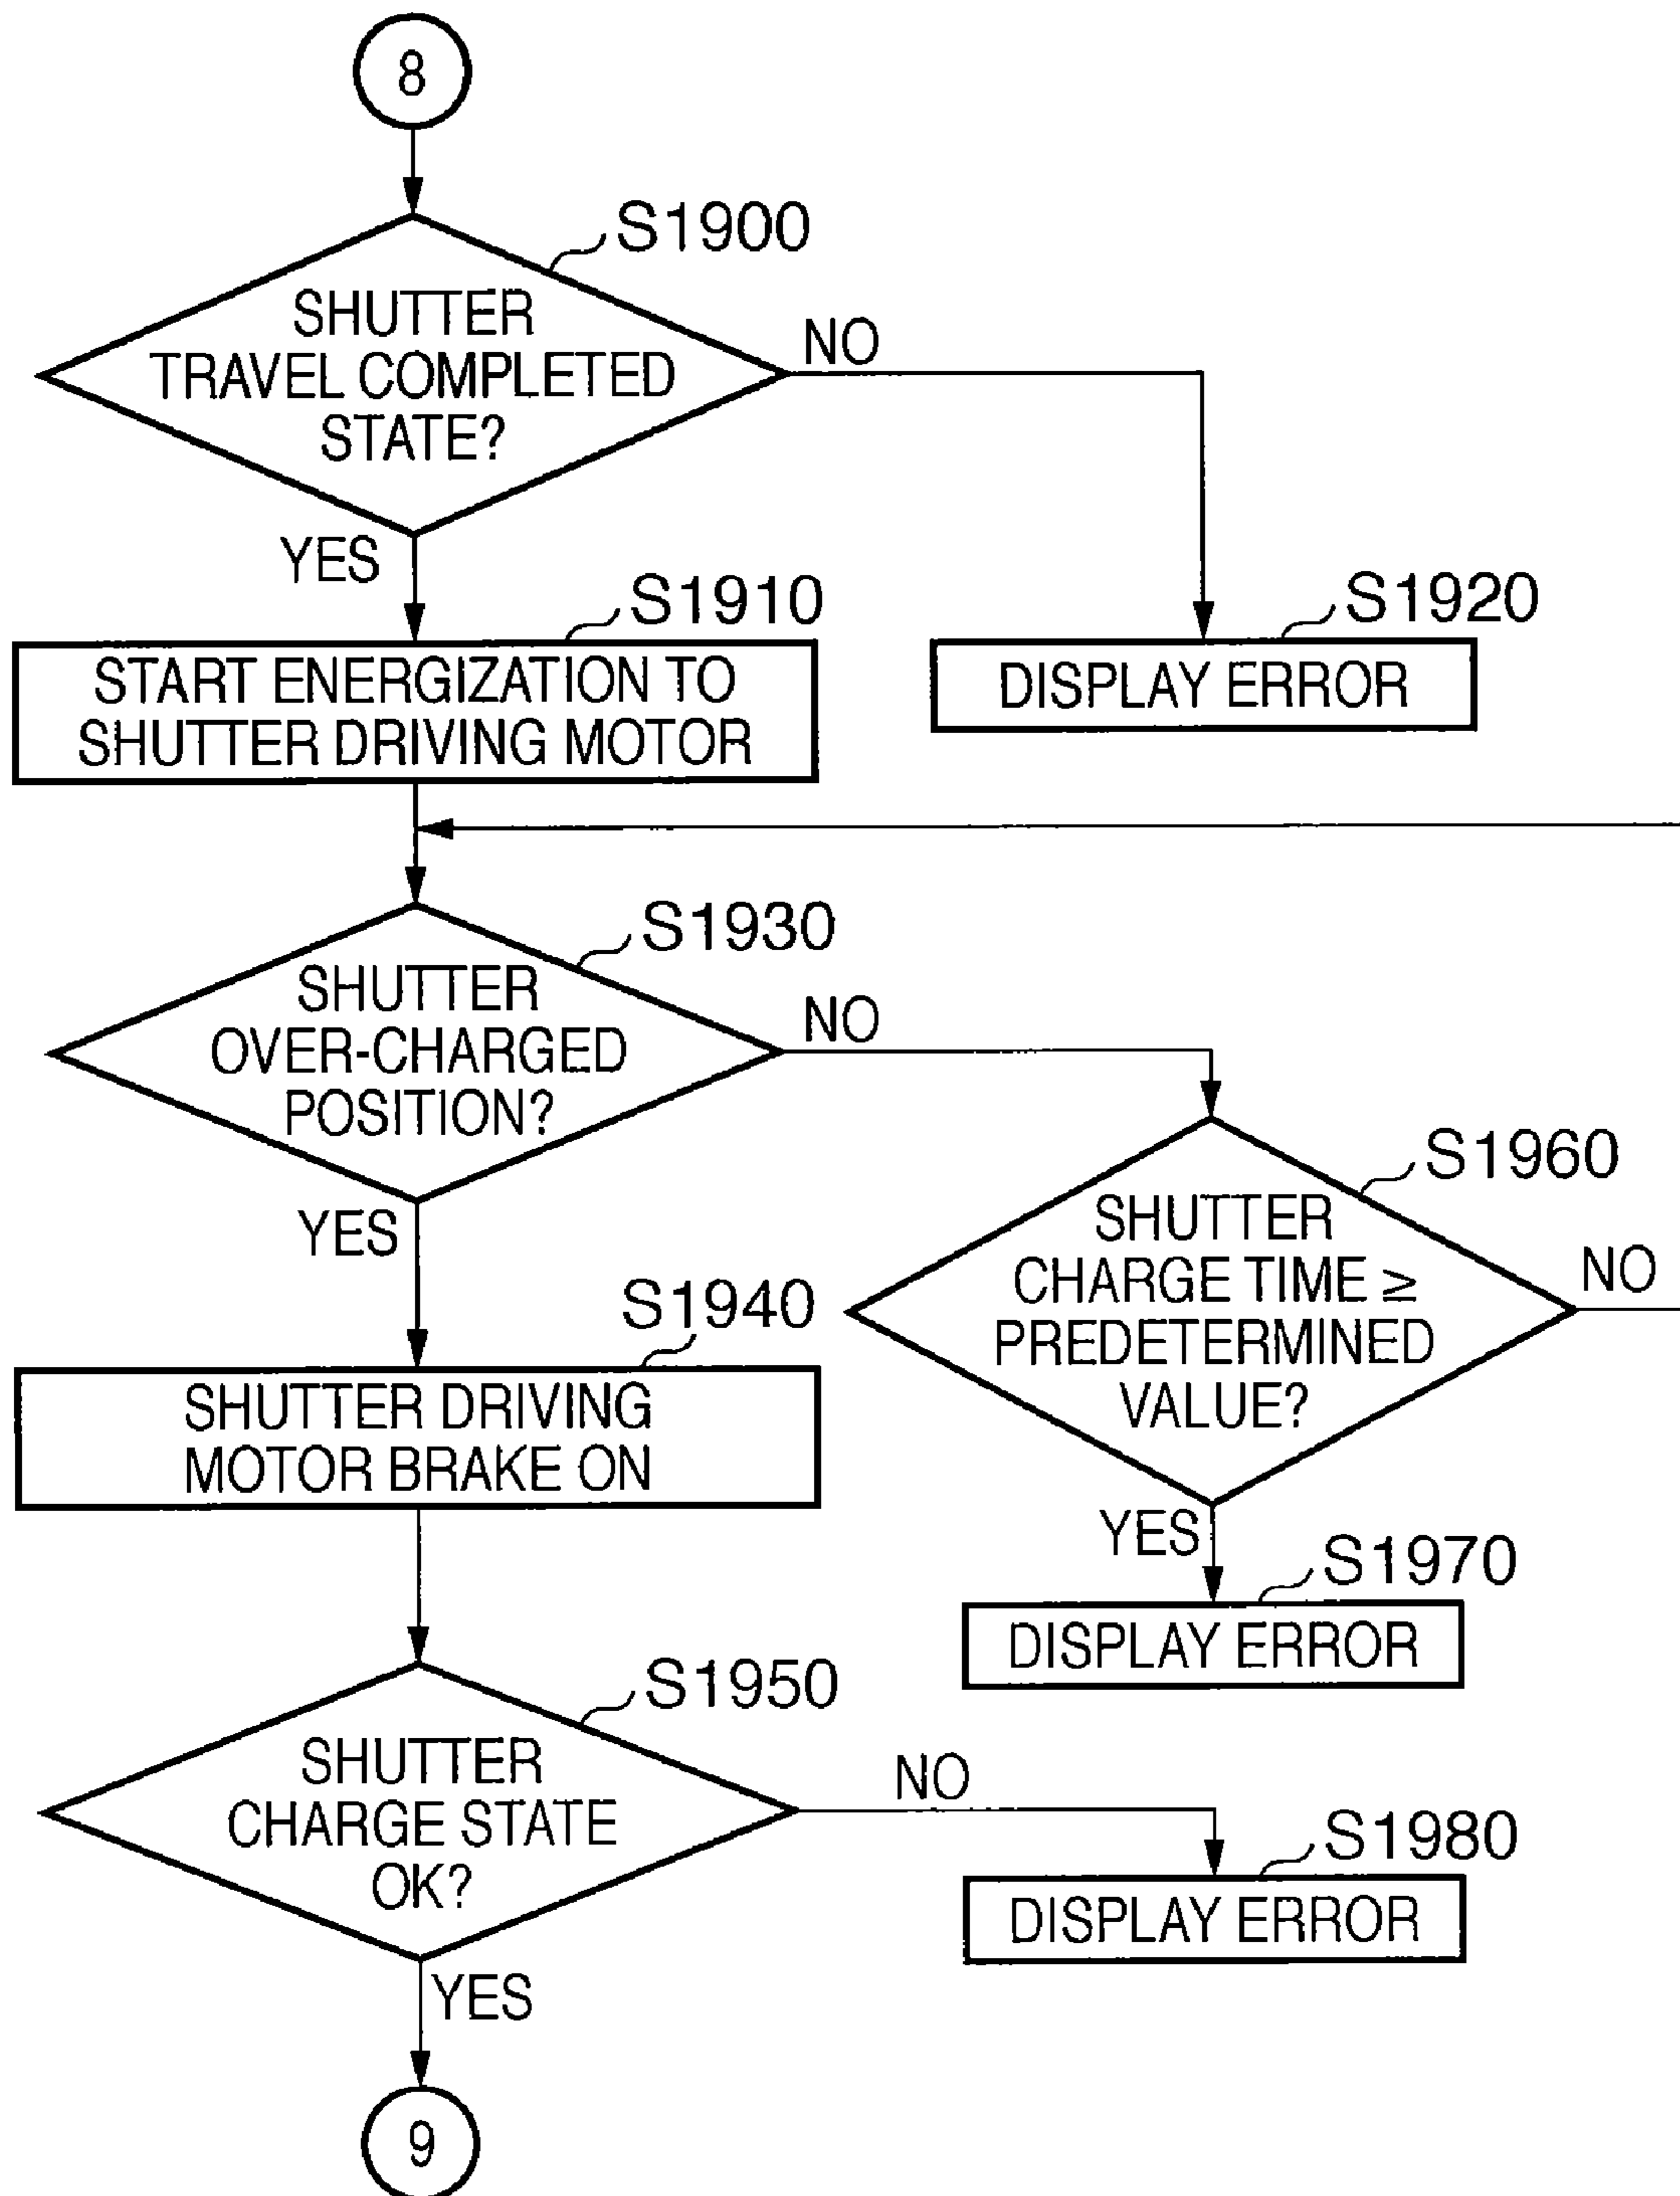 8
S1900
SHUTTER
TRAVEL COMPLETED
STATE?
NO
YES
S1910
START ENERGIZATION TO
SHUTTER DRIVING MOTOR
S1920
DISPLAY ERROR
S1930
SHUTTER
OVER-CHARGED
POSITION?
NO
YES
S1960
SHUTTER
CHARGE TIME ≥
PREDETERMINED
VALUE?
NO
YES
S1940
SHUTTER DRIVING
MOTOR BRAKE ON
S1970
DISPLAY ERROR
S1950
SHUTTER
CHARGE STATE
OK?
NO
YES
S1980
DISPLAY ERROR
9